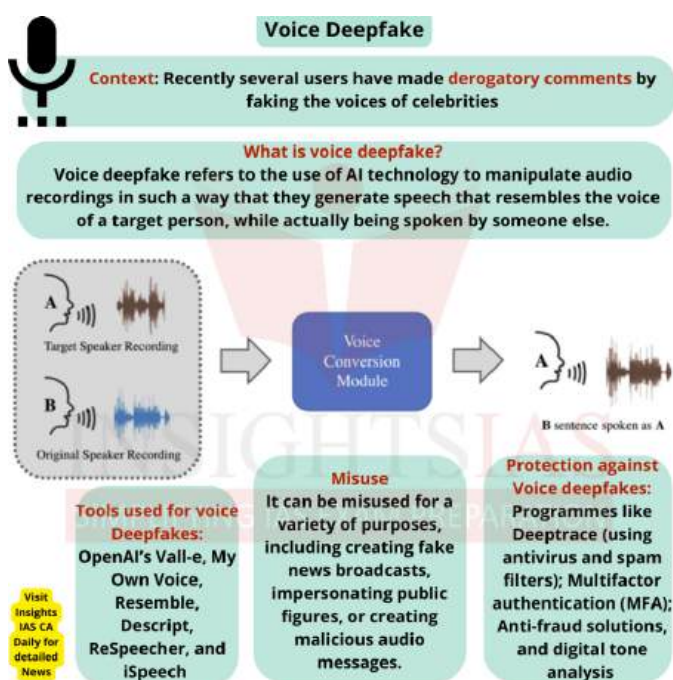 Voice Deepfake
Context: Recently several users have made derogatory comments by
faking the voices of celebrities
What is voice deepfake?
Voice deepfake refers to the use of AI technology to manipulate audio
recordings in such a way that they generate speech that resembles the voice
of a target person, while actually being spoken by someone else.
A
Target Speaker Recording
B
Original Speaker Recording
Voice
Conversion
Module
A
B sentence spoken as A
INSIGHTSIAS
SIMPLIFYING IAS EXAM PREPARATION
Tools used for voice
Deepfakes:
OpenAI's Vall-e, My
Own Voice,
Resemble,
Descript,
ReSpeecher, and
iSpeech
Misuse
It can be misused for a
variety of purposes,
including creating fake
news broadcasts,
impersonating public
figures, or creating
malicious audio
messages.
Protection against
Voice deepfakes:
Programmes like
Deeptrace (using
antivirus and spam
filters); Multifactor
authentication (MFA);
Anti-fraud solutions,
and digital tone
analysis
Visit
Insights
IAS CA
Daily for
detailed
News